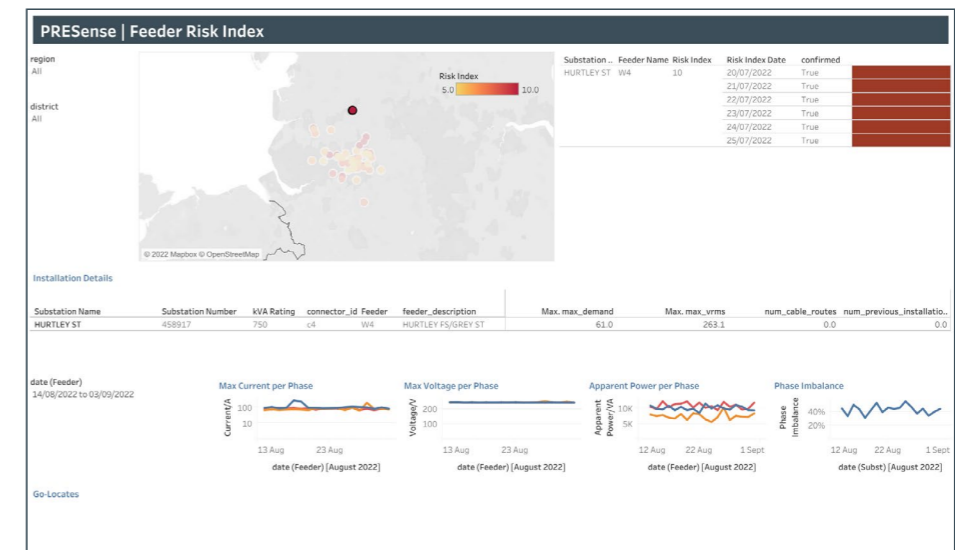 PRESense | Feeder Risk Index
region
All
district
All
Risk Index
5.0 10.0
© 2022 Mapbox © OpenStreetMap
Substation .. Feeder Name Risk Index Risk Index Date confirmed
HURTLEY ST W4 10 20/07/2022 True
21/07/2022 True
22/07/2022 True
23/07/2022 True
24/07/2022 True
25/07/2022 True
Installation Details
Substation Name Substation Number kVA Rating connector_id Feeder feeder_description Max. max_demand Max. max_vrms num_cable_routes num_previous_installatio..
HURTLEY ST 458917 750 c4 W4 HURTLEY FS/GREY ST 61.0 263.1 0.0 0.0
date (Feeder)
14/08/2022 to 03/09/2022
Max Current per Phase
Current/A
100
10
13 Aug 23 Aug
date (Feeder) [August 2022]
Max Voltage per Phase
Voltage/V
200
100
13 Aug 23 Aug
date (Feeder) [August 2022]
Apparent Power per Phase
Apparent
Power/VA
10K
5K
12 Aug 22 Aug 1 Sept
date (Feeder) [August 2022]
Phase Imbalance
Phase
Imbalance
40%
20%
12 Aug 22 Aug 1 Sept
date (Subst) [August 2022]
Go-Locates